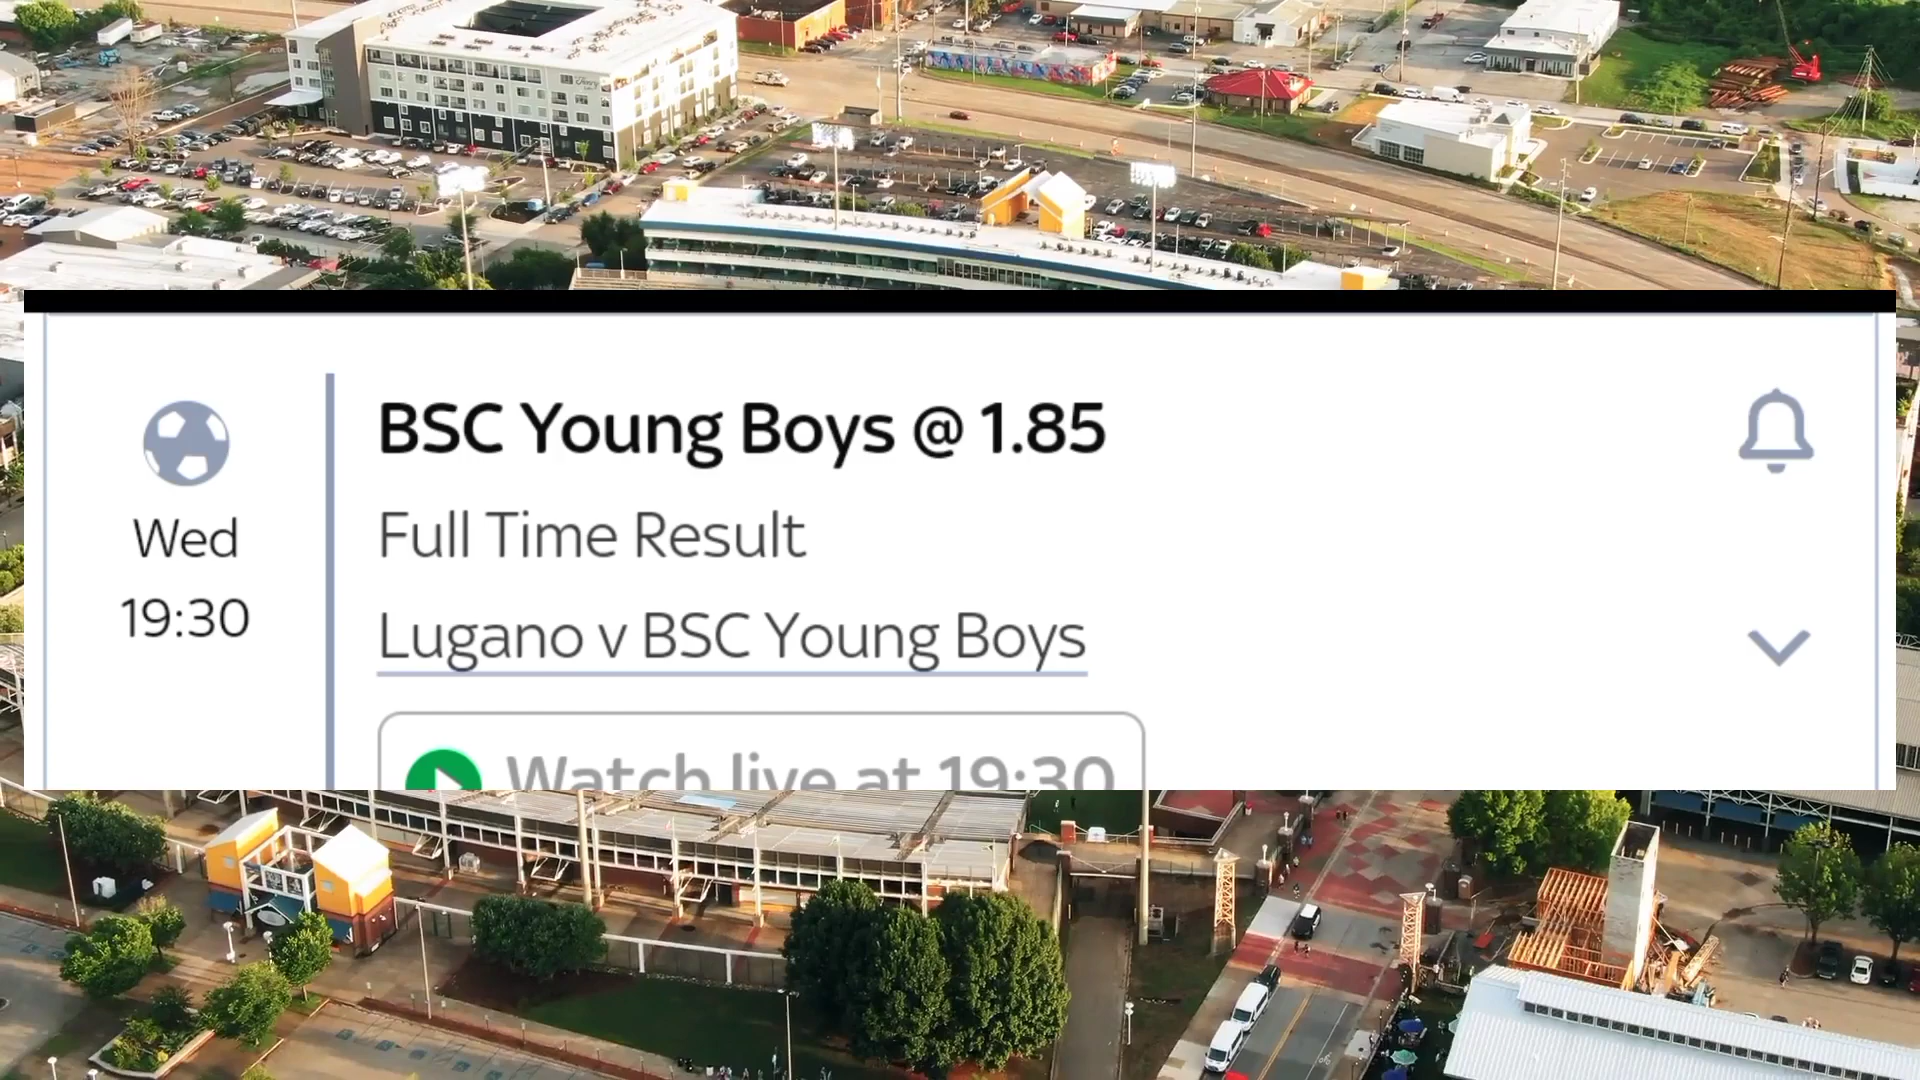 BSC Young Boys @ 1.85
Full Time Result
Wed
19:30
Lugano v BSC Young Boys
Watch live at 19:30